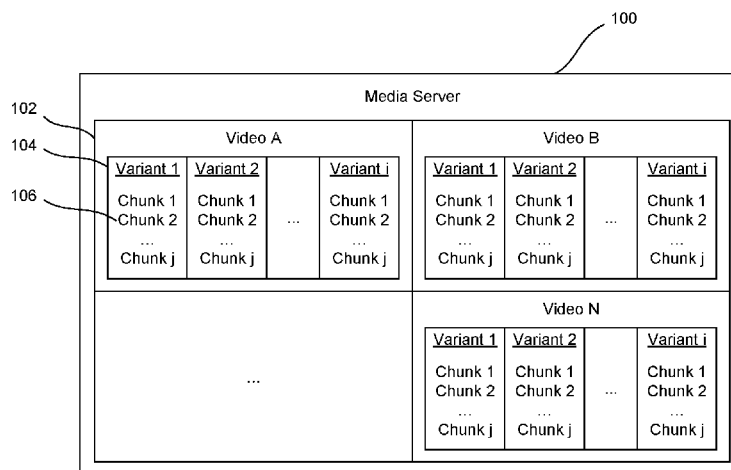 100
Media Server
102
Video A
Video B
104
Variant 1 Variant 2 Variant i
Variant 1 Variant 2 Variant i
Chunk 1 Chunk 1 Chunk 1
Chunk 1 Chunk 1 Chunk 1
106
Chunk 2 Chunk 2 ... Chunk 2
Chunk 2 Chunk 2 ... Chunk 2
... ... ...
... ... ...
Chunk j Chunk j Chunk j
Chunk j Chunk j Chunk j
...
Video N
Variant 1 Variant 2 Variant i
Chunk 1 Chunk 1 Chunk 1
Chunk 2 Chunk 2 ... Chunk 2
... ... ...
Chunk j Chunk j Chunk j